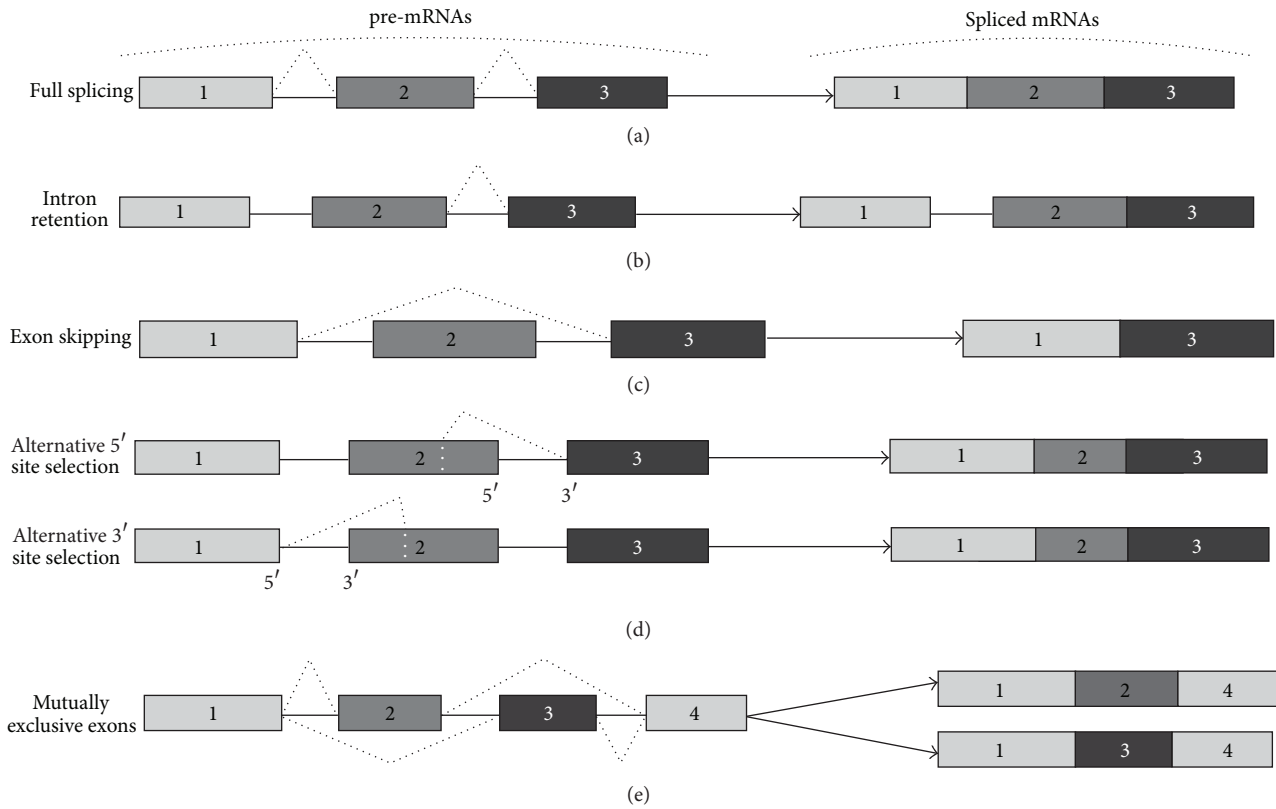 pre-mRNAs
Spliced mRNAs
Full splicing
1 2 3 1 2 3
(a)
Intron
retention
1 2 3 1 2 3
(b)
Exon skipping
1 2 3 1 3
(c)
Alternative 5′
site selection
1 2 3 1 2 3
5′ 3′
Alternative 3′
site selection
1 2 3 1 2 3
5′ 3′
(d)
Mutually
exclusive exons
1 2 3 4
1 2 4
1 3 4
(e)